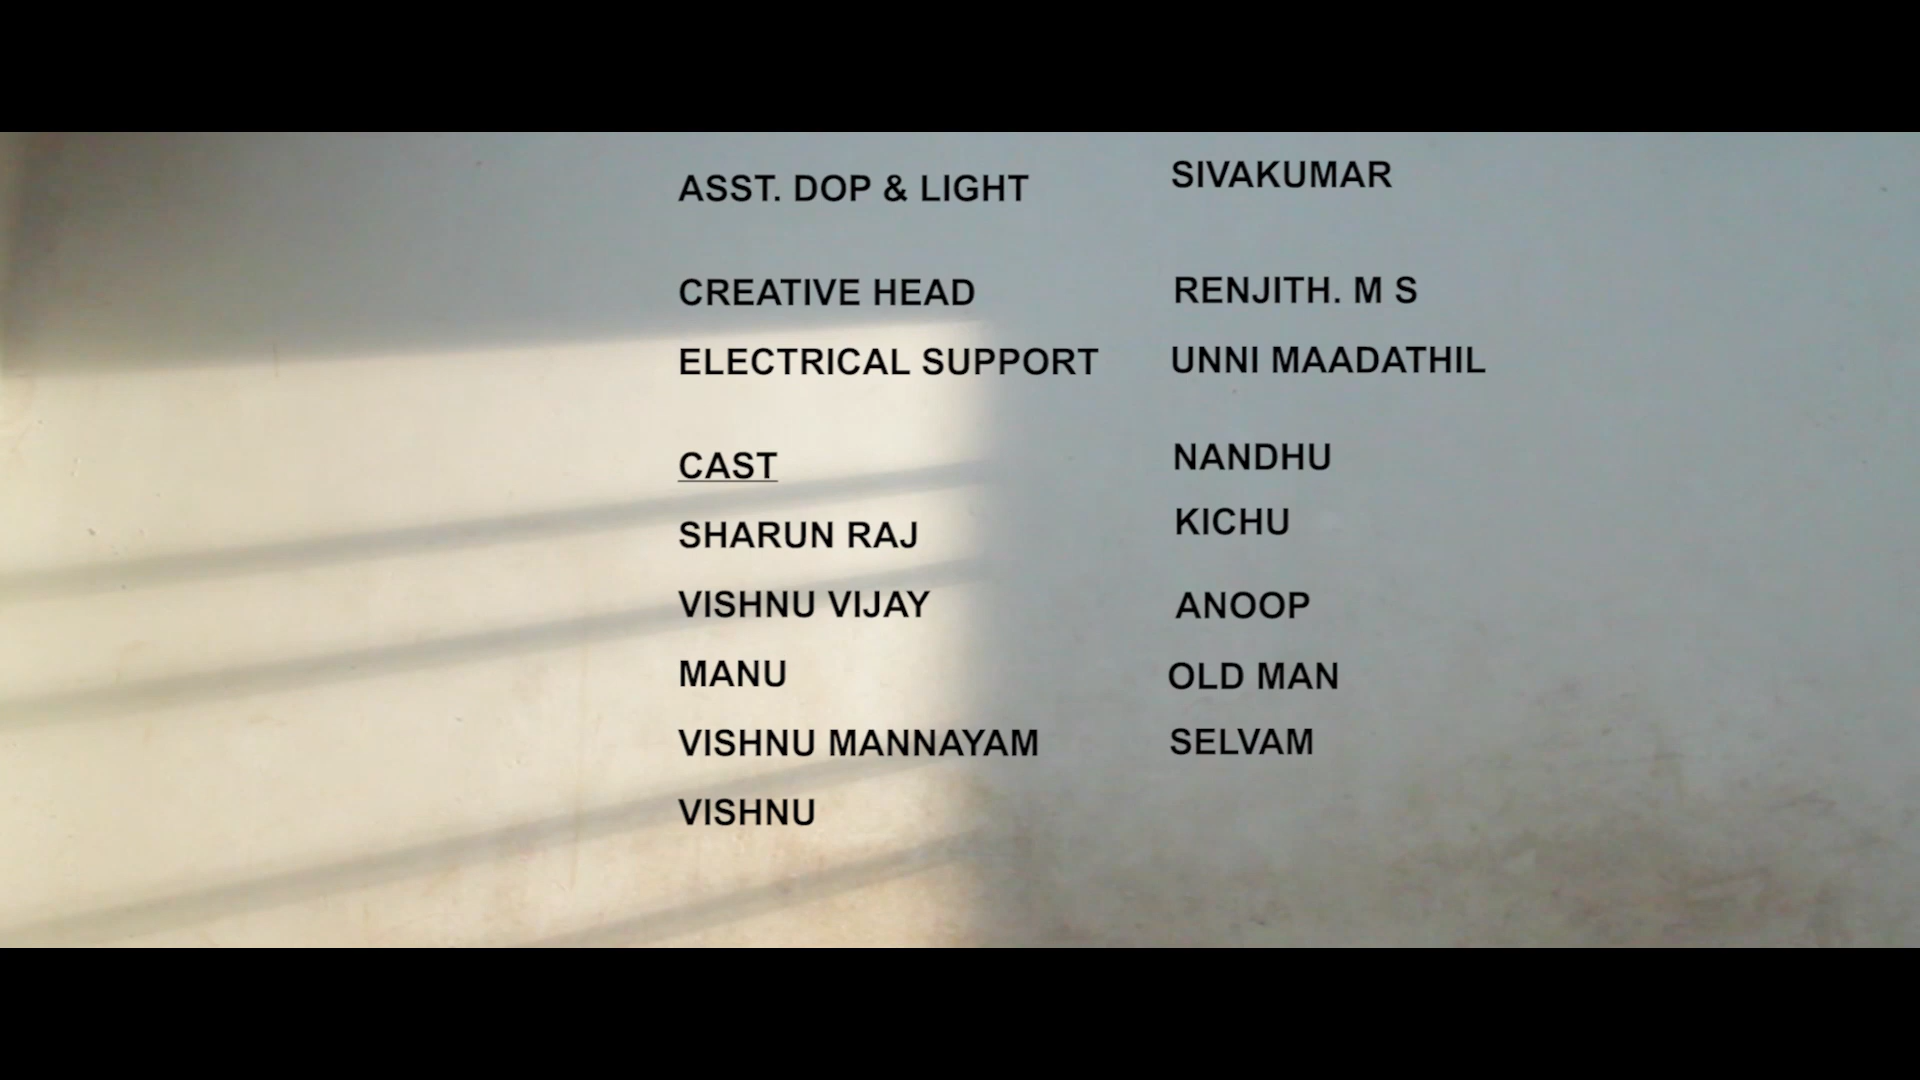 ASST. DOP & LIGHT SIVAKUMAR
CREATIVE HEAD RENJITH. M S
ELECTRICAL SUPPORT UNNI MAADATHIL
CAST NANDHU
SHARUN RAJ KICHU
VISHNU VIJAY ANOOP
MANU OLD MAN
VISHNU MANNAYAM SELVAM
VISHNU